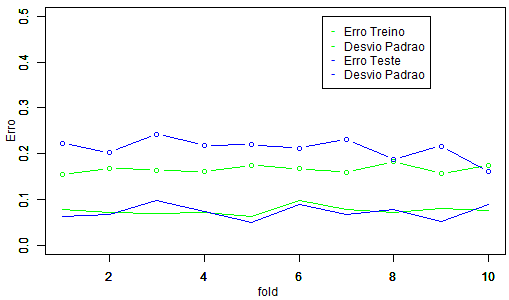 Erro Treino
Desvio Padrao
Erro Teste
Desvio Padrao
Erro
0.5
0.4
0.3
0.2
0.1
0.0
2 4 6 8 10
fold